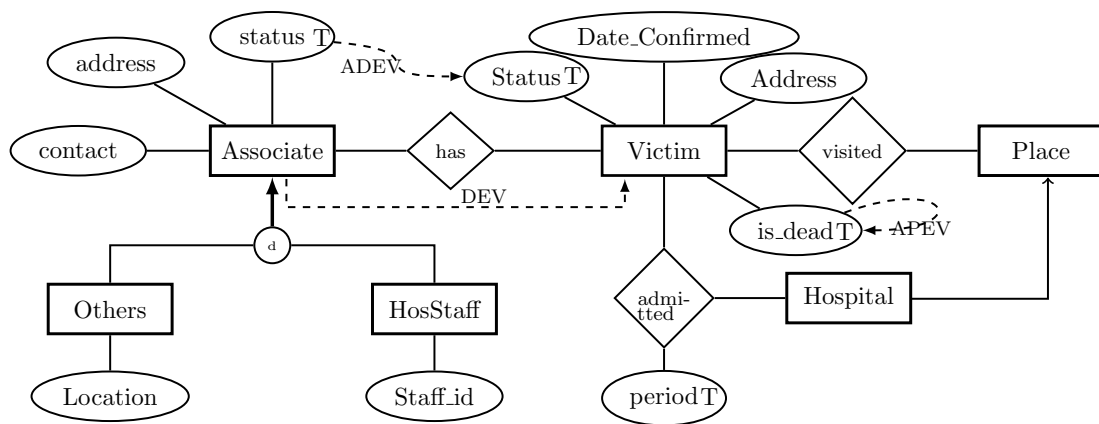 status T
Date_Confirmed
address
ADEV
Status T
Address
contact
Associate
has
Victim
visited
Place
DEV
is_dead T
APEV
d
Others
HosStaff
admi-
tted
Hospital
Location
Staff_id
period T